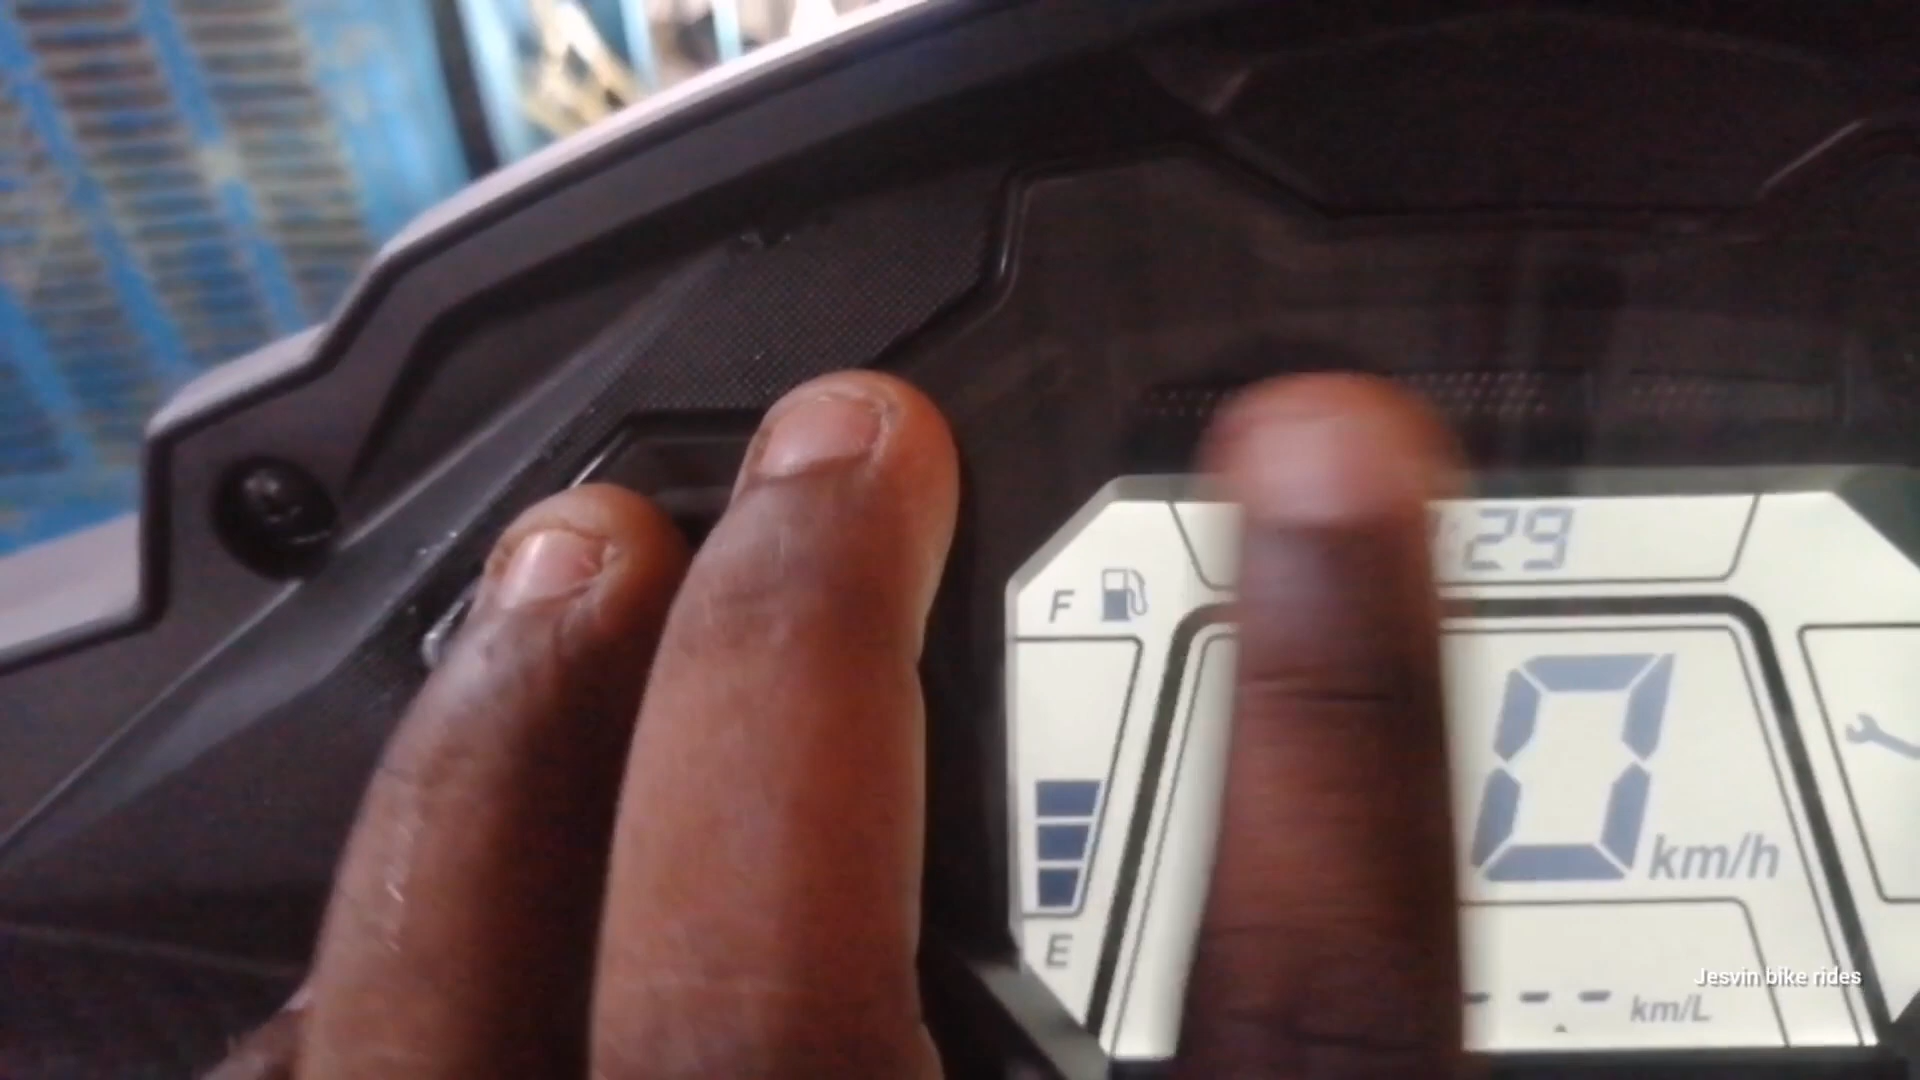 :29
F
0 km/h
E
--- km/L
Jesvin bike rides